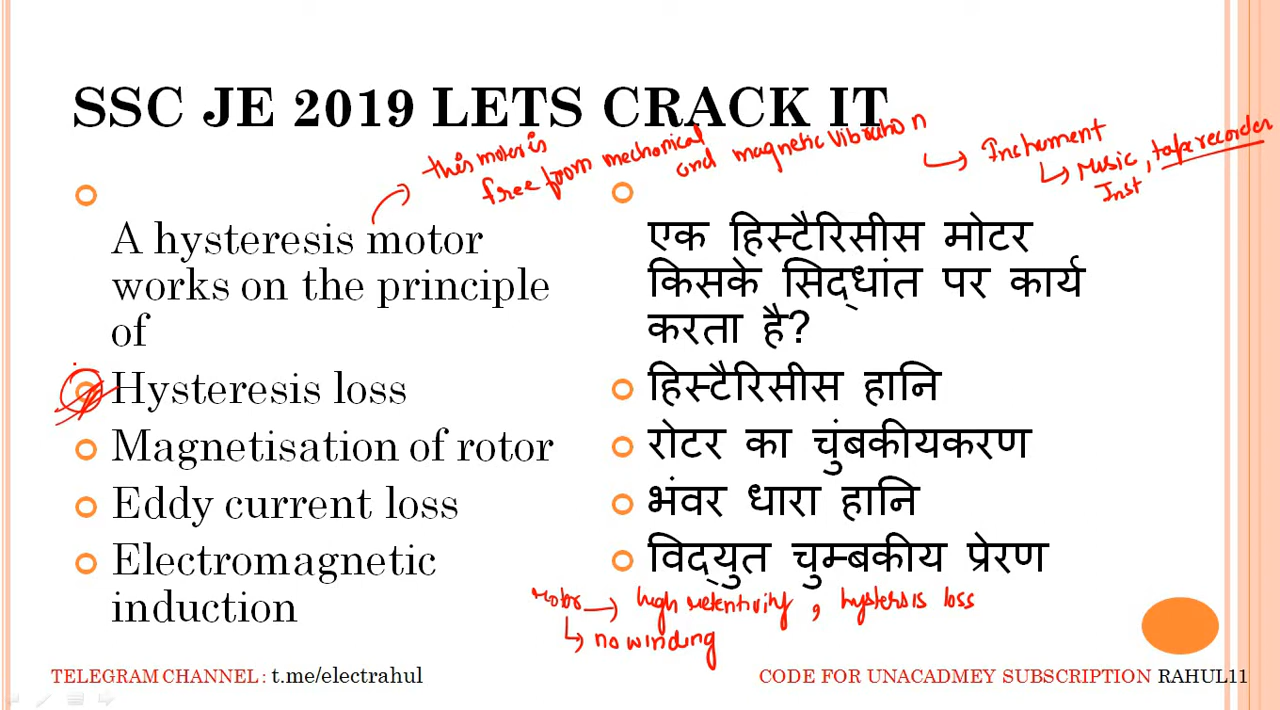 SSC JE 2019 LETS CRACK IT
this motor is
free from mechanical
and magnetic vibration
Instrument
Music, tape recorder
Inst
A hysteresis motor
works on the principle
of
Hysteresis loss
Magnetisation of rotor
Eddy current loss
Electromagnetic
induction
एक हिस्टैरिसीस मोटर
किसके सिद्धांत पर कार्य
करता है?
हिस्टैरिसीस हानि
रोटर का चुंबकीयकरण
भंवर धारा हानि
विद्युत चुम्बकीय प्रेरण
high retentivity, hystersis loss
no winding
TELEGRAM CHANNEL : t.me/electrahul
CODE FOR UNACADMEY SUBSCRIPTION RAHUL11